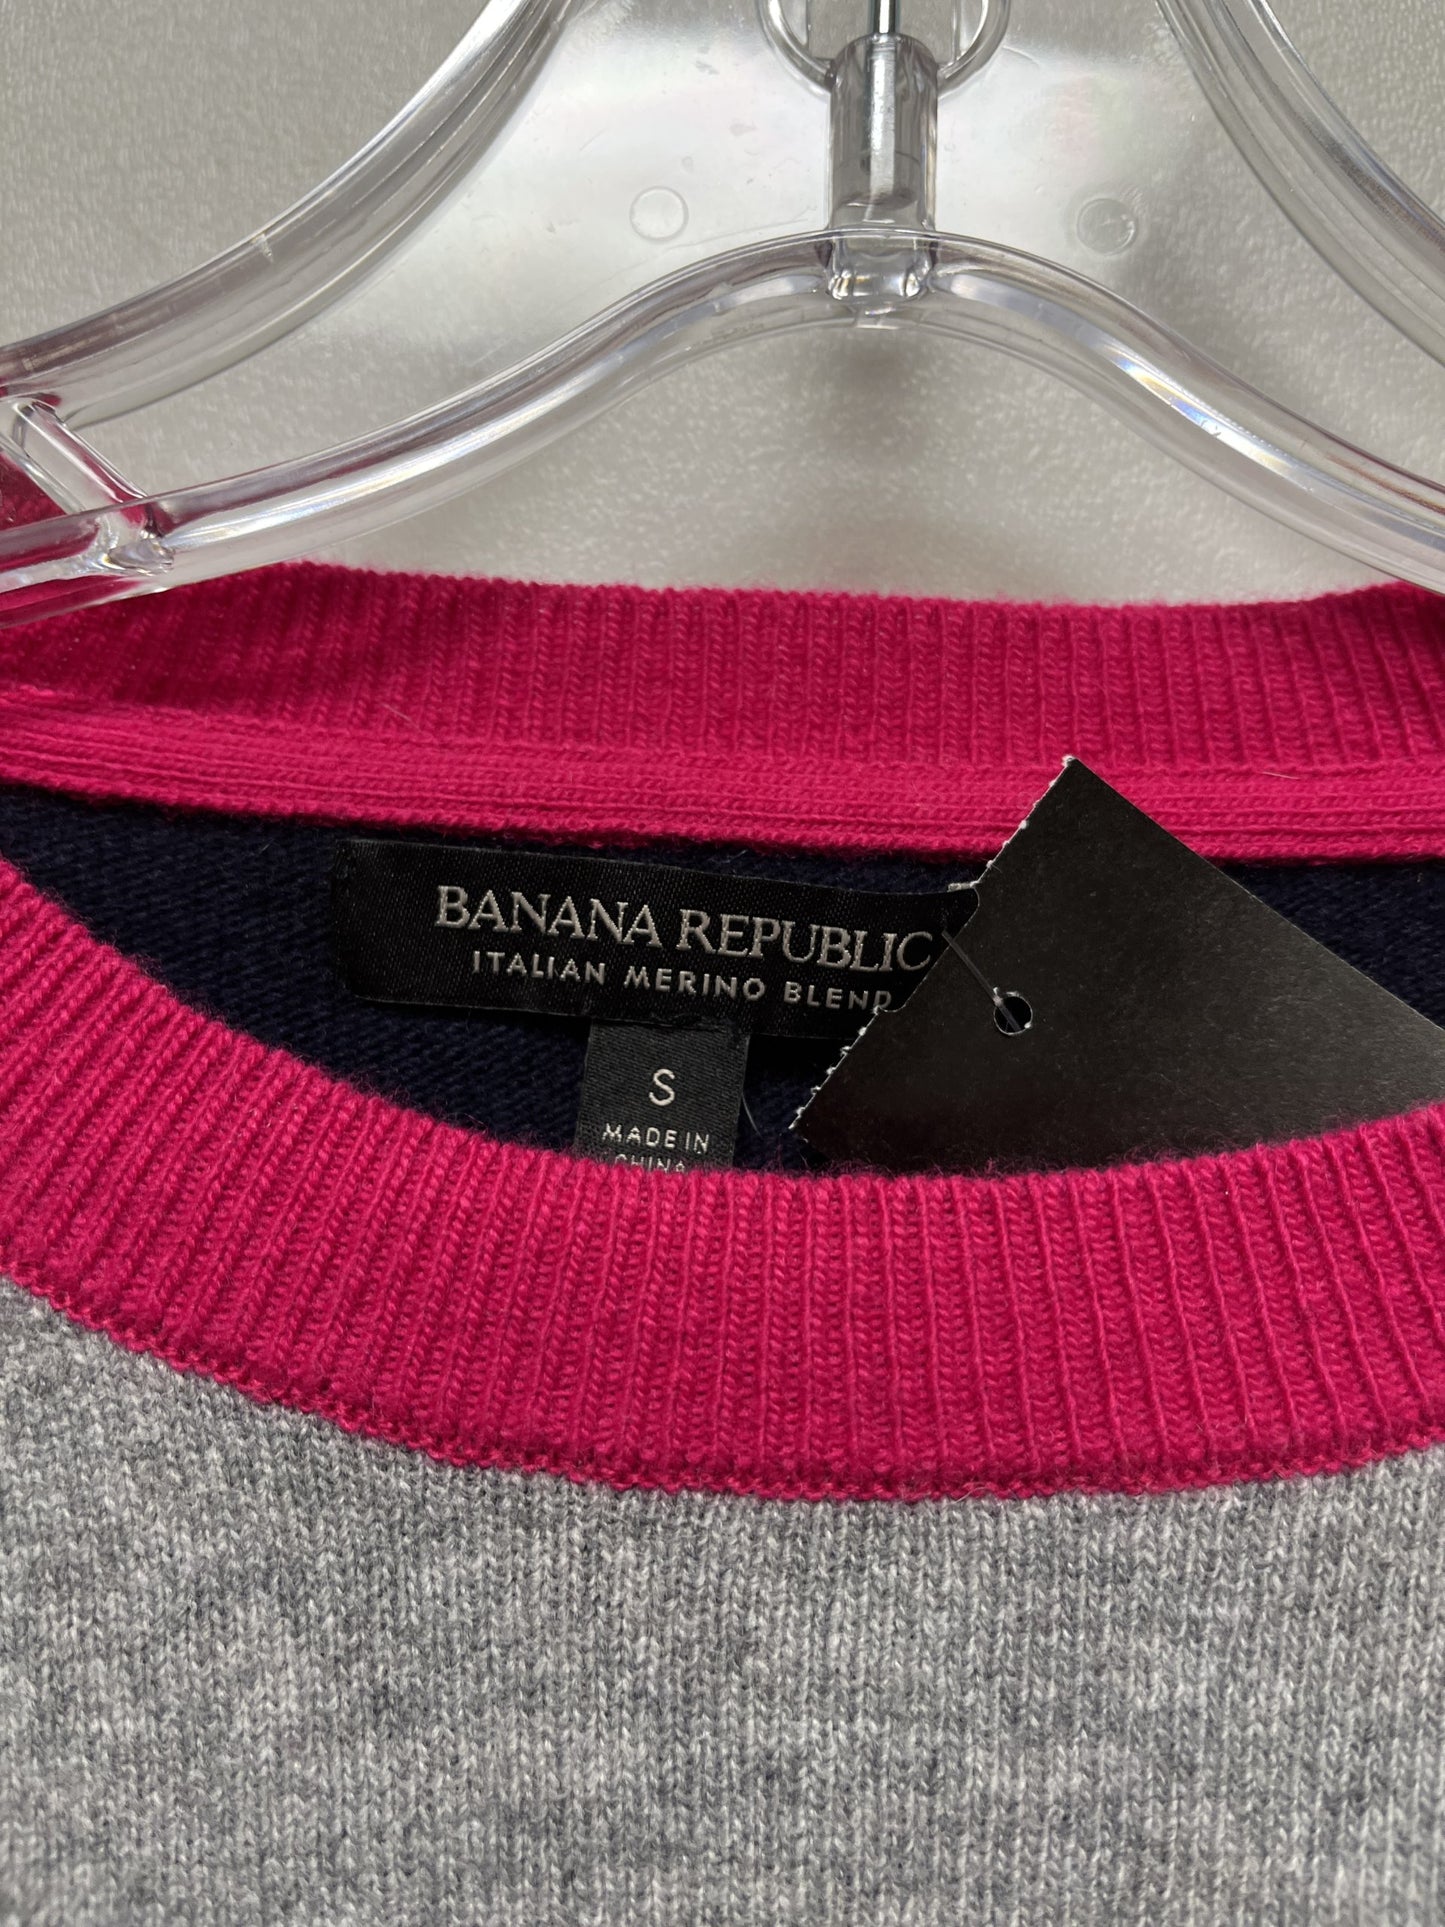 BANANA REPUBLIC
ITALIAN MERINO BLEND
S
MADE IN
CHINA